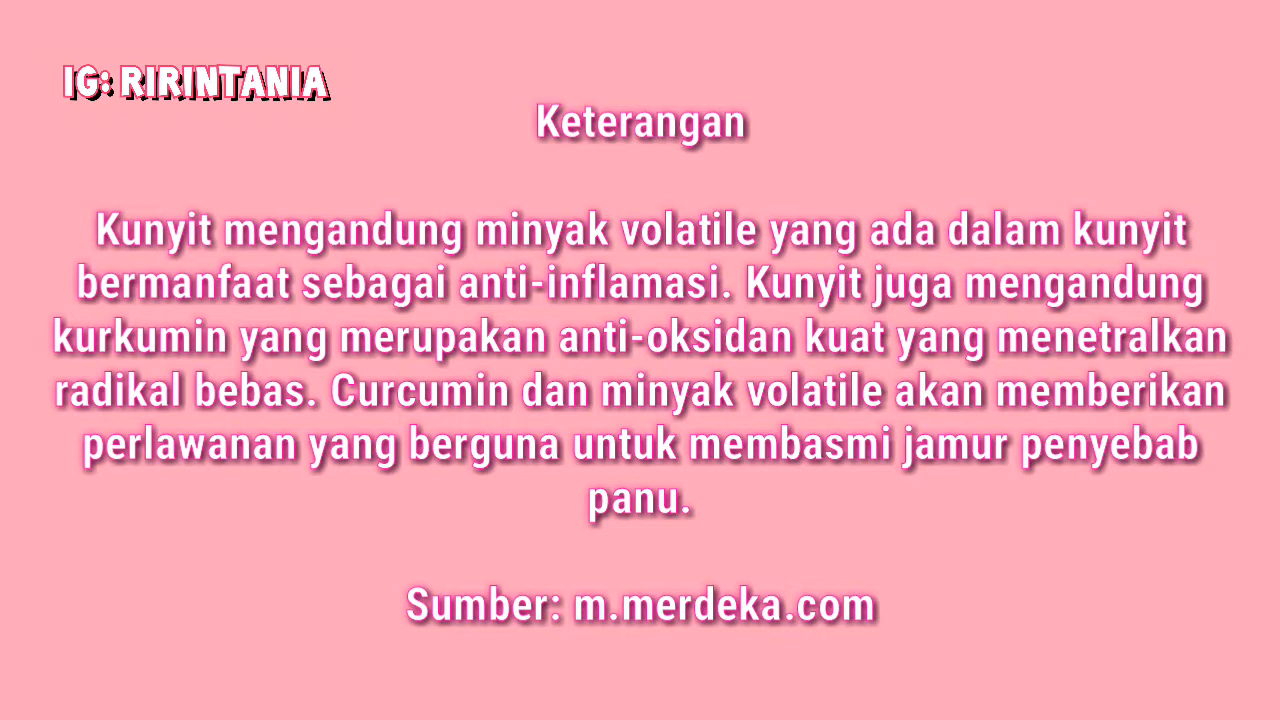 IG: RIRINTANIA
Keterangan
Kunyit mengandung minyak volatile yang ada dalam kunyit
bermanfaat sebagai anti-inflamasi. Kunyit juga mengandung
kurkumin yang merupakan anti-oksidan kuat yang menetralkan
radikal bebas. Curcumin dan minyak volatile akan memberikan
perlawanan yang berguna untuk membasmi jamur penyebab
panu.
Sumber: m.merdeka.com